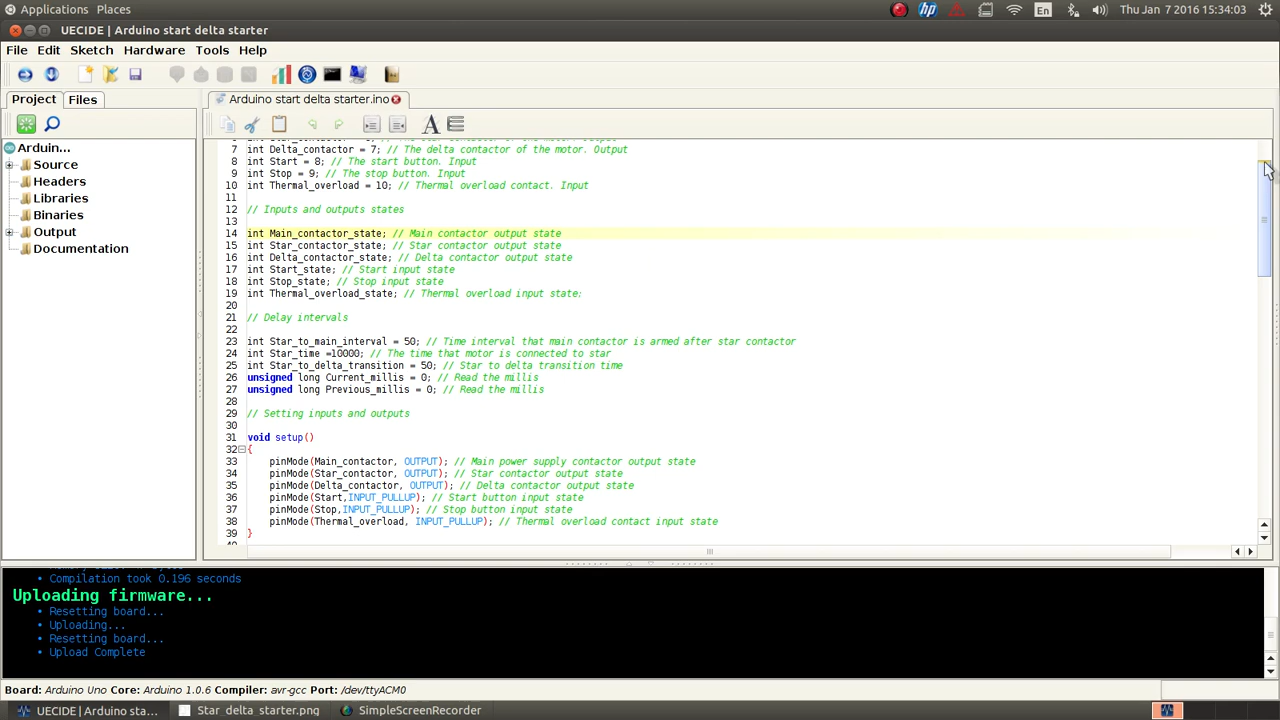 Applications Places En Thu Jan 7 2016 15:34:03
UECIDE | Arduino start delta starter
File Edit Sketch Hardware Tools Help
Project Files
Arduino start delta starter.ino
Arduin...
Source
Headers
Libraries
Binaries
Output
Documentation
7 int Delta_contactor = 7; // The delta contactor of the motor. Output
8 int Start = 8; // The start button. Input
9 int Stop = 9; // The stop button. Input
10 int Thermal_overload = 10; // Thermal overload contact. Input
11
12 // Inputs and outputs states
13
14 int Main_contactor_state; // Main contactor output state
15 int Star_contactor_state; // Star contactor output state
16 int Delta_contactor_state; // Delta contactor output state
17 int Start_state; // Start input state
18 int Stop_state; // Stop input state
19 int Thermal_overload_state; // Thermal overload input state:
20
21 // Delay intervals
22
23 int Star_to_main_interval = 50; // Time interval that main contactor is armed after star contactor
24 int Star_time =10000; // The time that motor is connected to star
25 int Star_to_delta_transition = 50; // Star to delta transition time
26 unsigned long Current_millis = 0; // Read the millis
27 unsigned long Previous_millis = 0; // Read the millis
28
29 // Setting inputs and outputs
30
31 void setup()
32 {
33 pinMode(Main_contactor, OUTPUT); // Main power supply contactor output state
34 pinMode(Star_contactor, OUTPUT); // Star contactor output state
35 pinMode(Delta_contactor, OUTPUT); // Delta contactor output state
36 pinMode(Start,INPUT_PULLUP); // Start button input state
37 pinMode(Stop,INPUT_PULLUP); // Stop button input state
38 pinMode(Thermal_overload, INPUT_PULLUP); // Thermal overload contact input state
39 }
• Compilation took 0.196 seconds
Uploading firmware...
• Resetting board...
• Uploading...
• Resetting board...
• Upload Complete
Board: Arduino Uno Core: Arduino 1.0.6 Compiler: avr-gcc Port: /dev/ttyACM0
UECIDE | Arduino sta... Star_delta_starter.png SimpleScreenRecorder